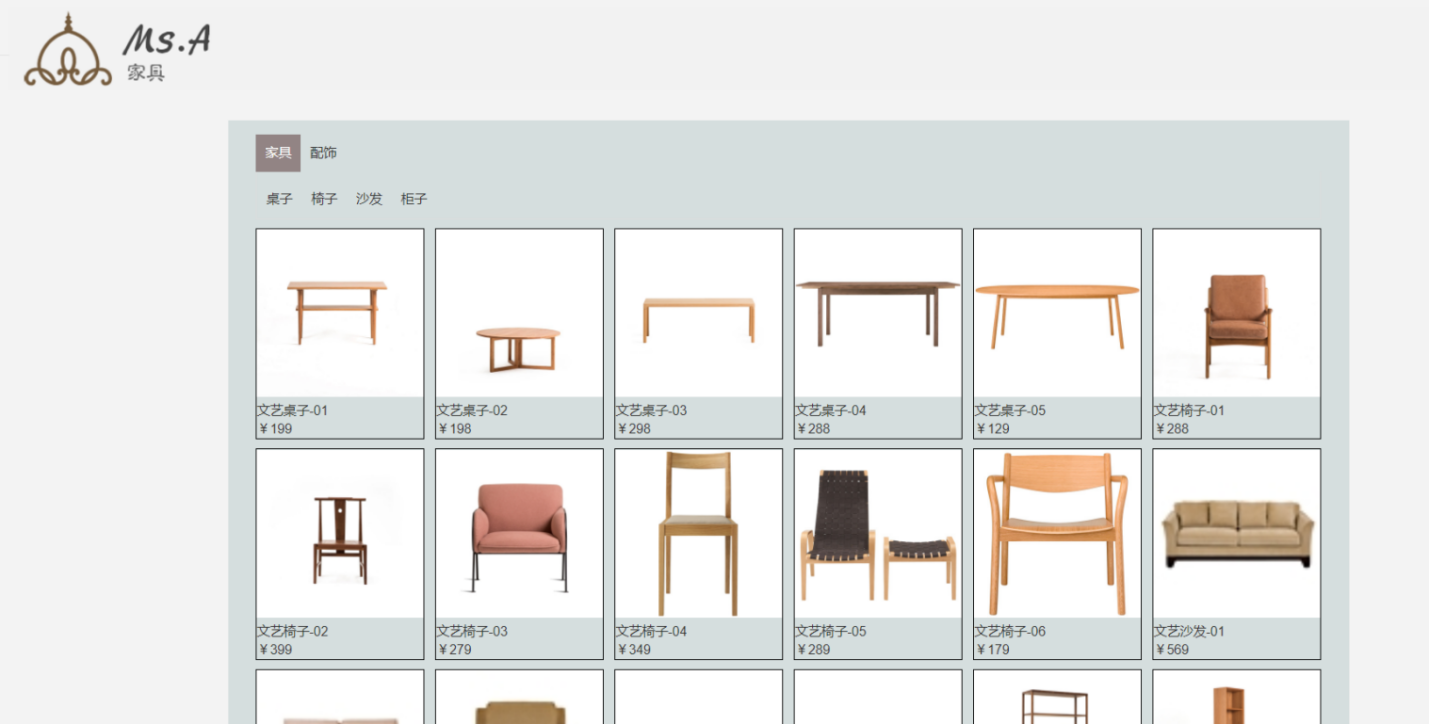 Ms.A
家具
家具 配饰
桌子 椅子 沙发 柜子
文艺桌子-01
￥199
文艺桌子-02
￥198
文艺桌子-03
￥298
文艺桌子-04
￥288
文艺桌子-05
￥129
文艺椅子-01
￥288
文艺椅子-02
￥399
文艺椅子-03
￥279
文艺椅子-04
￥349
文艺椅子-05
￥289
文艺椅子-06
￥179
文艺沙发-01
￥569